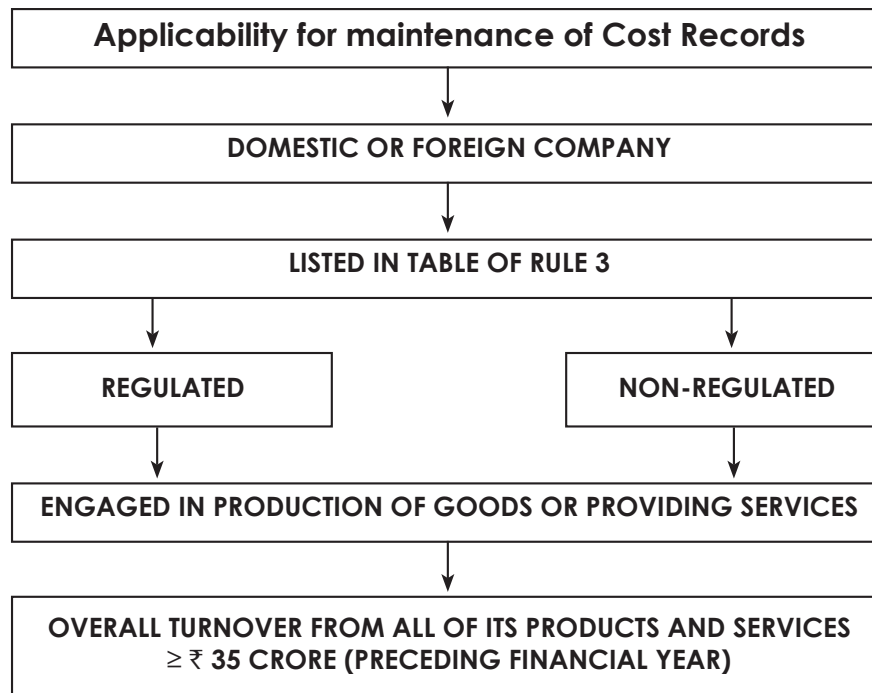 Applicability for maintenance of Cost Records
DOMESTIC OR FOREIGN COMPANY
LISTED IN TABLE OF RULE 3
REGULATED
NON-REGULATED
ENGAGED IN PRODUCTION OF GOODS OR PROVIDING SERVICES
OVERALL TURNOVER FROM ALL OF ITS PRODUCTS AND SERVICES
≥ ₹ 35 CRORE (PRECEDING FINANCIAL YEAR)